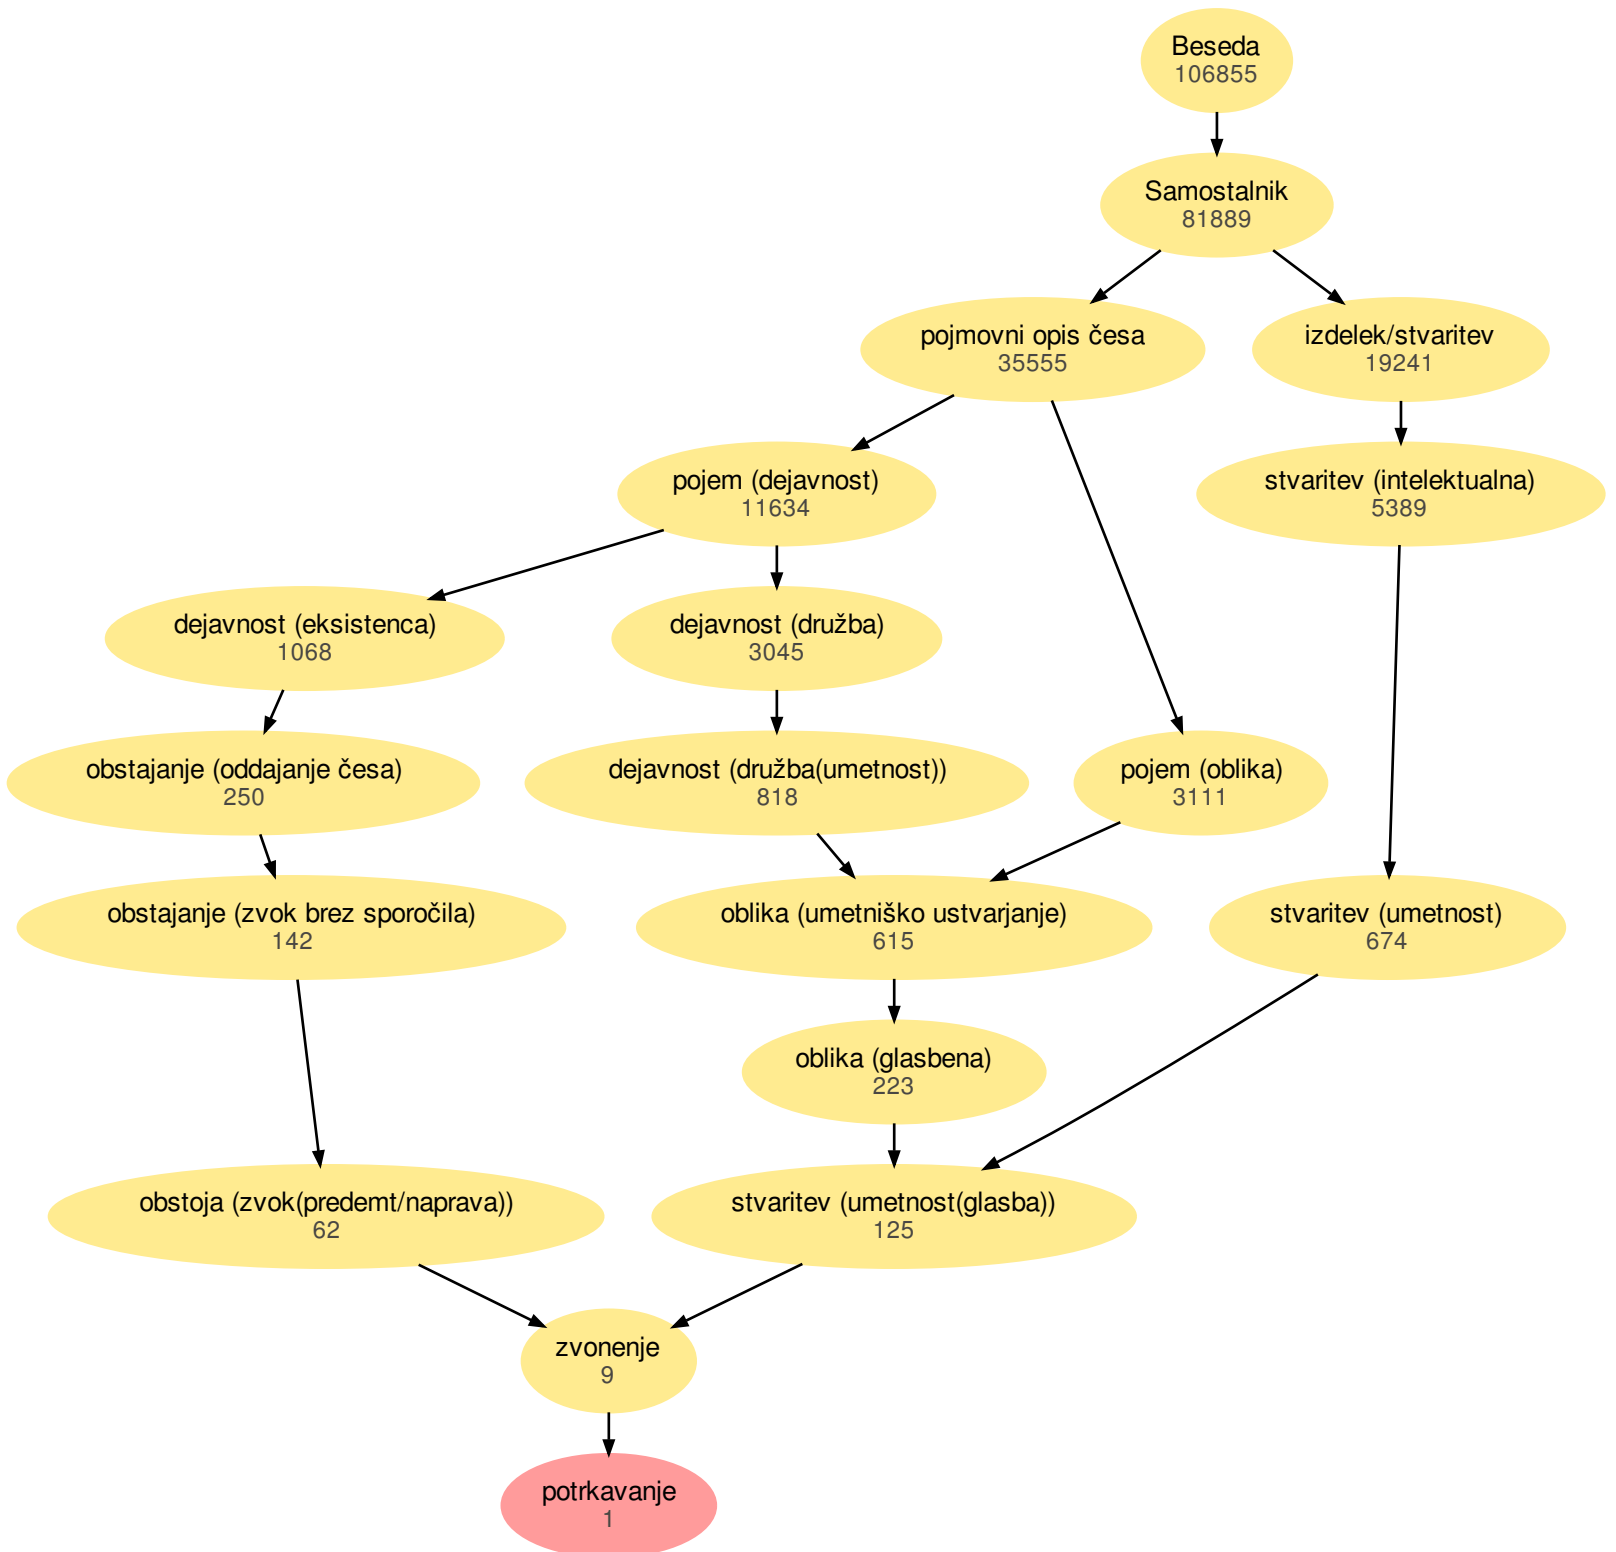 Beseda
106855
Samostalnik
81889
pojmovni opis česa
35555
izdelek/stvaritev
19241
pojem (dejavnost)
11634
stvaritev (intelektualna)
5389
dejavnost (eksistenca)
1068
dejavnost (družba)
3045
obstajanje (oddajanje česa)
250
dejavnost (družba(umetnost))
818
pojem (oblika)
3111
obstajanje (zvok brez sporočila)
142
oblika (umetniško ustvarjanje)
615
stvaritev (umetnost)
674
oblika (glasbena)
223
obstoja (zvok(predemt/naprava))
62
stvaritev (umetnost(glasba))
125
zvonenje
9
potrkavanje
1